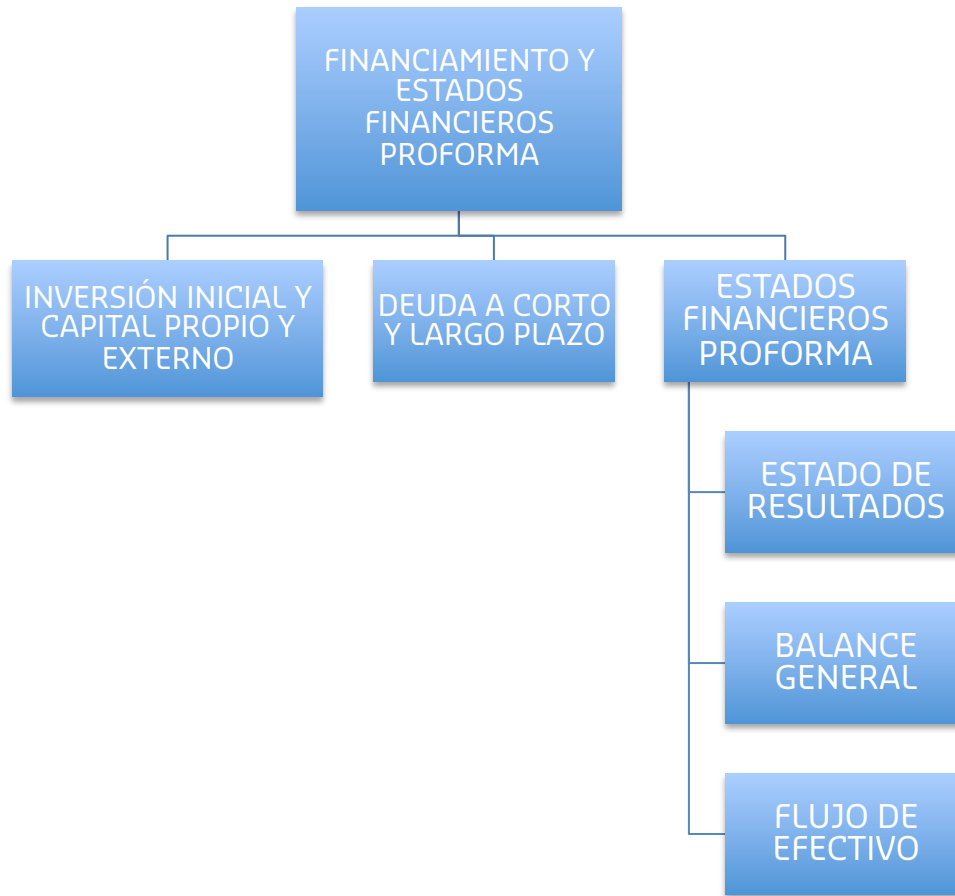 FINANCIAMIENTO Y
ESTADOS
FINANCIEROS
PROFORMA
INVERSIÓN INICIAL Y
CAPITAL PROPIO Y
EXTERNO
DEUDA A CORTO
Y LARGO PLAZO
ESTADOS
FINANCIEROS
PROFORMA
ESTADO DE
RESULTADOS
BALANCE
GENERAL
FLUJO DE
EFECTIVO